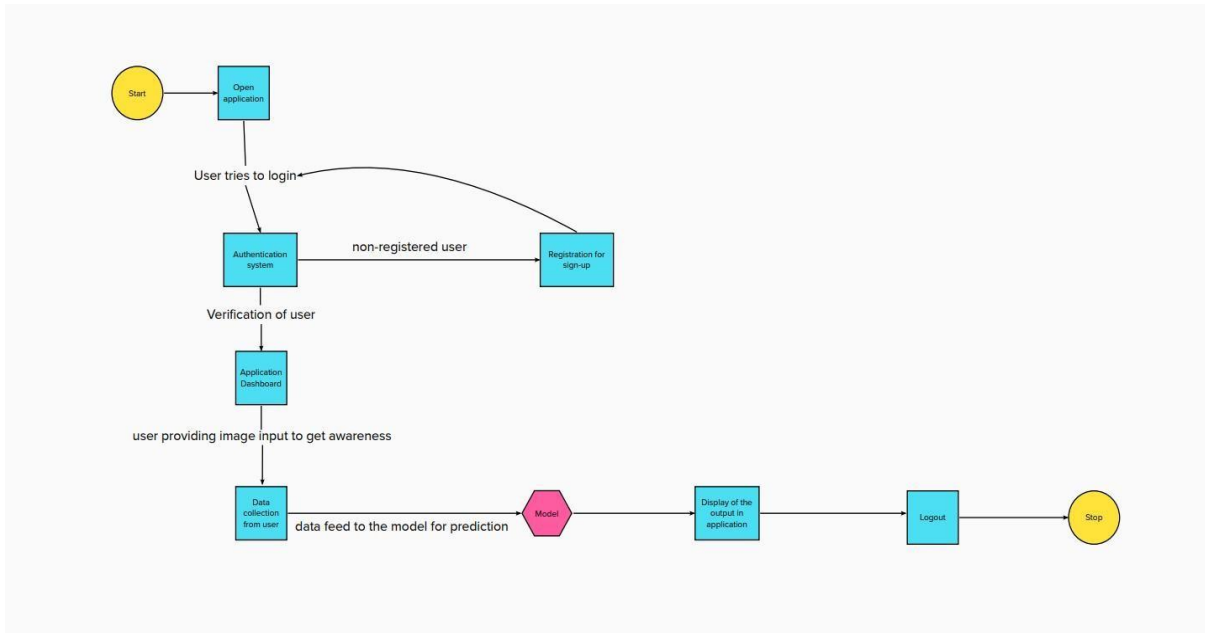 Start
Open
application
User tries to login
Authentication
system
non-registered user
Registration for
sign-up
Verification of user
Application
Dashboard
user providing image input to get awareness
Data
collection
from user
data feed to the model for prediction
Model
Display of the
output in
application
Logout
Stop